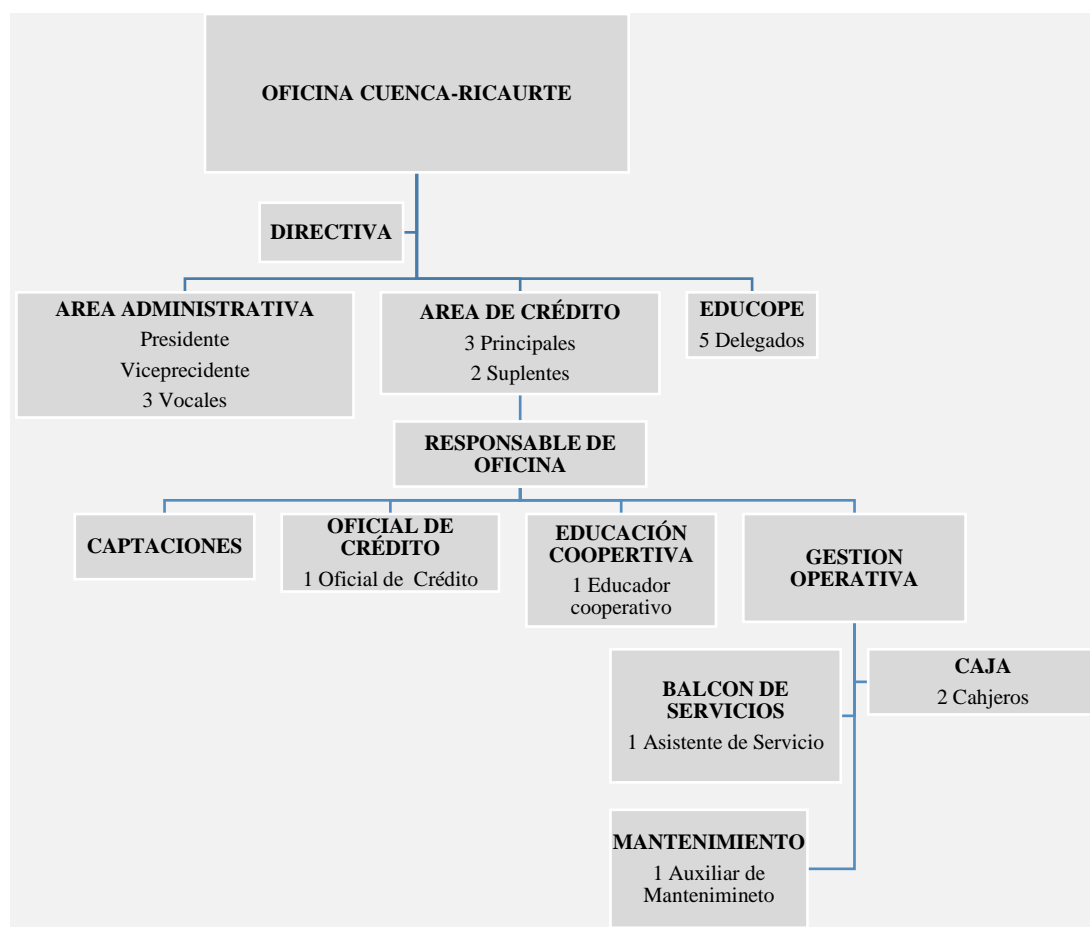 OFICINA CUENCA-RICAURTE
DIRECTIVA
AREA ADMINISTRATIVA
Presidente
Viceprecidente
3 Vocales
AREA DE CRÉDITO
3 Principales
2 Suplentes
EDUCOPE
5 Delegados
RESPONSABLE DE
OFICINA
CAPTACIONES
OFICIAL DE
CRÉDITO
1 Oficial de Crédito
EDUCACIÓN
COOPERTIVA
1 Educador
cooperativo
GESTION
OPERATIVA
BALCON DE
SERVICIOS
1 Asistente de Servicio
CAJA
2 Cahjeros
MANTENIMIENTO
1 Auxiliar de
Mantenimineto